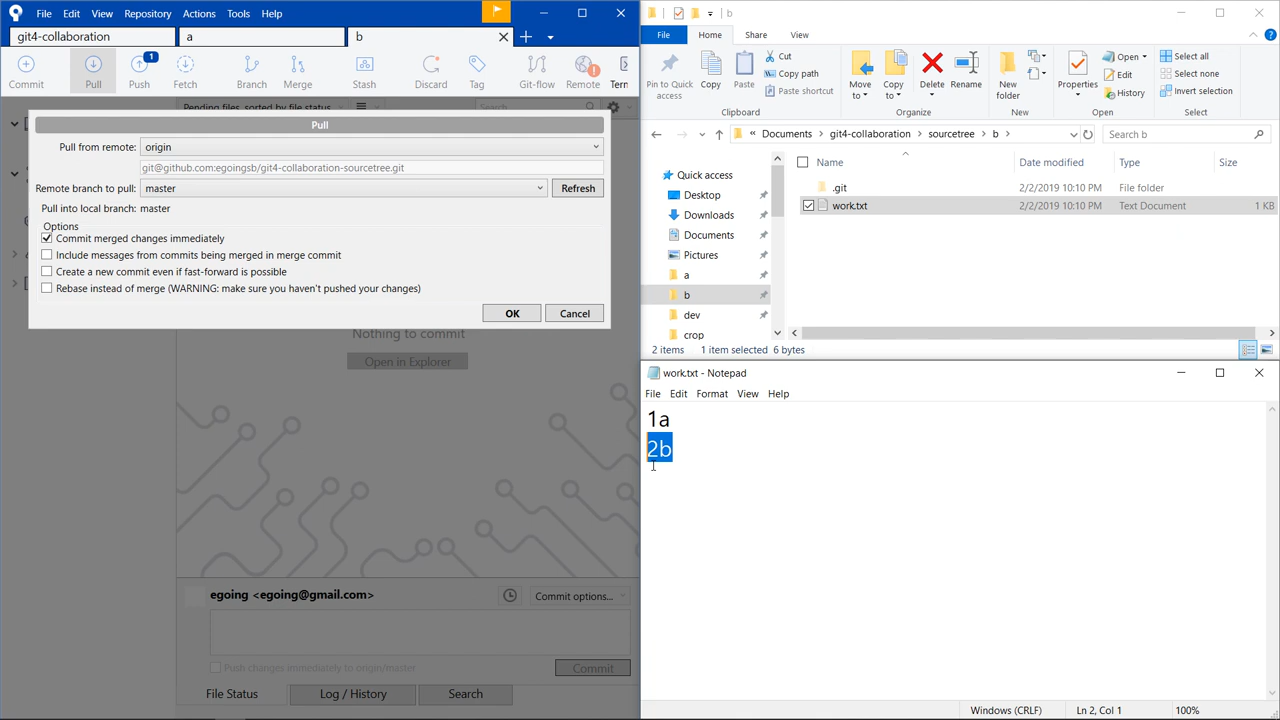 File Edit View Repository Actions Tools Help
git4-collaboration a b
Commit Pull 1 Push Fetch Branch Merge Stash Discard Tag Git-flow Remote Term
Pending files, sorted by file status Search
Pull
Pull from remote: origin
git@github.com:egoingsb/git4-collaboration-sourcetree.git
Remote branch to pull: master Refresh
Pull into local branch: master
Options
Commit merged changes immediately
Include messages from commits being merged in merge commit
Create a new commit even if fast-forward is possible
Rebase instead of merge (WARNING: make sure you haven't pushed your changes)
OK Cancel
Nothing to commit
Open in Explorer
egoing <egoing@gmail.com> Commit options...
Push changes immediately to origin/master Commit
File Status Log / History Search
b
File Home Share View
Pin to Quick access Copy Paste Cut Copy path Paste shortcut
Clipboard
Move to Copy to Delete Rename
Organize
New folder
New
Properties Open Edit History
Open
Select all Select none Invert selection
Select
« Documents › git4-collaboration › sourcetree › b › Search b
Name Date modified Type Size
.git 2/2/2019 10:10 PM File folder
work.txt 2/2/2019 10:10 PM Text Document 1 KB
Quick access
Desktop
Downloads
Documents
Pictures
a
b
dev
crop
2 items 1 item selected 6 bytes
work.txt - Notepad
File Edit Format View Help
1a
2b
Windows (CRLF) Ln 2, Col 1 100%